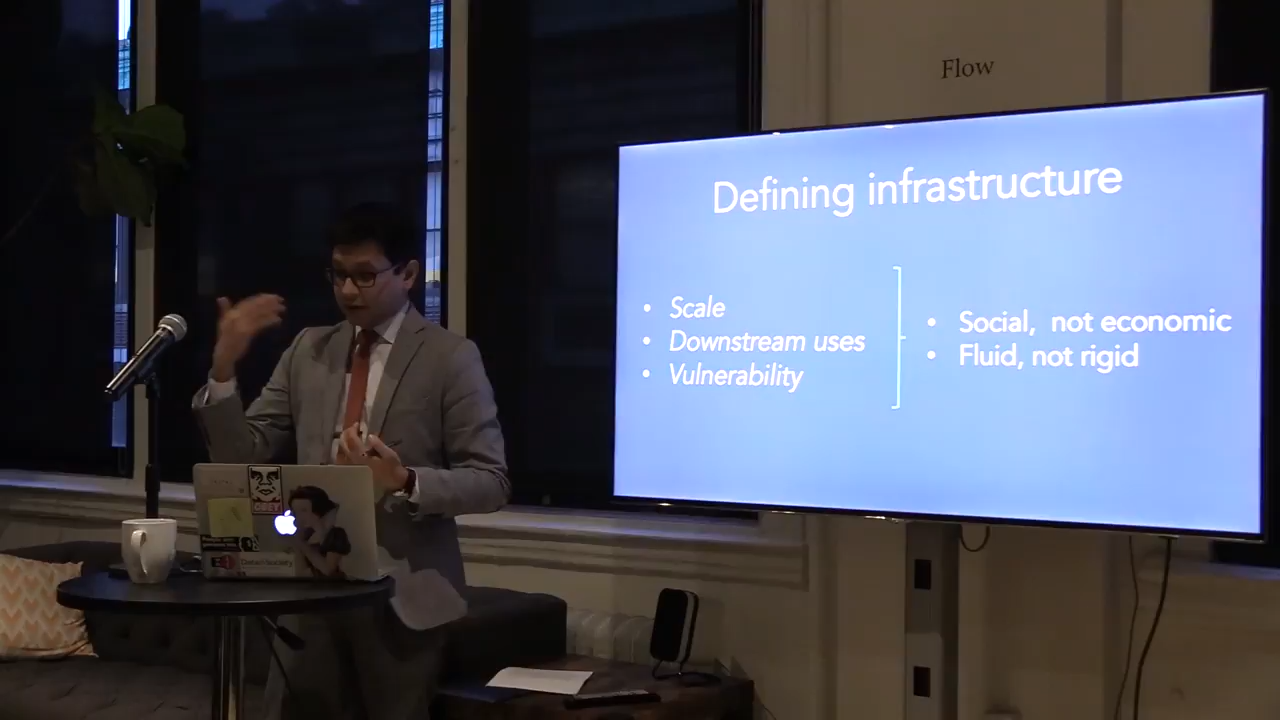 Flow
Defining infrastructure
• Scale
• Downstream uses
• Vulnerability
• Social, not economic
• Fluid, not rigid
OBEY